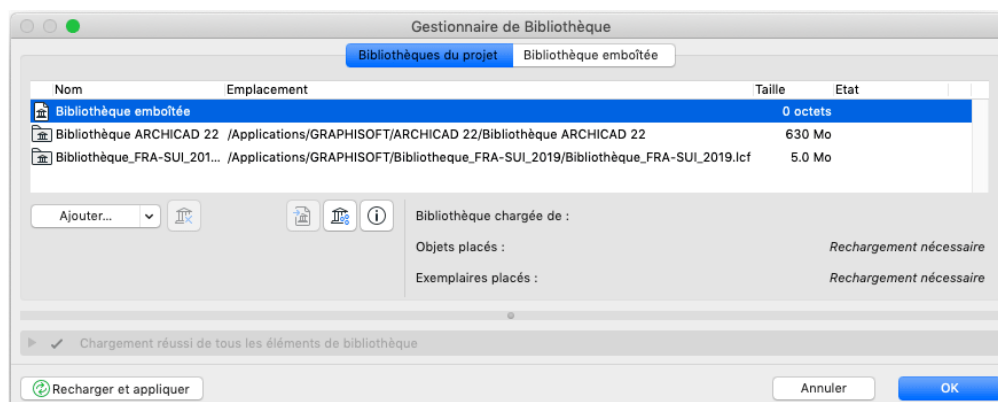 Gestionnaire de Bibliothèque
Bibliothèques du projet Bibliothèque emboîtée
Nom Emplacement Taille Etat
Bibliothèque emboîtée 0 octets
Bibliothèque ARCHICAD 22 /Applications/GRAPHISOFT/ARCHICAD 22/Bibliothèque ARCHICAD 22 630 Mo
Bibliothèque_FRA-SUI_201... /Applications/GRAPHISOFT/Bibliotheque_FRA-SUI_2019/Bibliothèque_FRA-SUI_2019.lcf 5.0 Mo
Ajouter... Bibliothèque chargée de :
Objets placés : Rechargement nécessaire
Exemplaires placés : Rechargement nécessaire
Chargement réussi de tous les éléments de bibliothèque
Recharger et appliquer Annuler OK